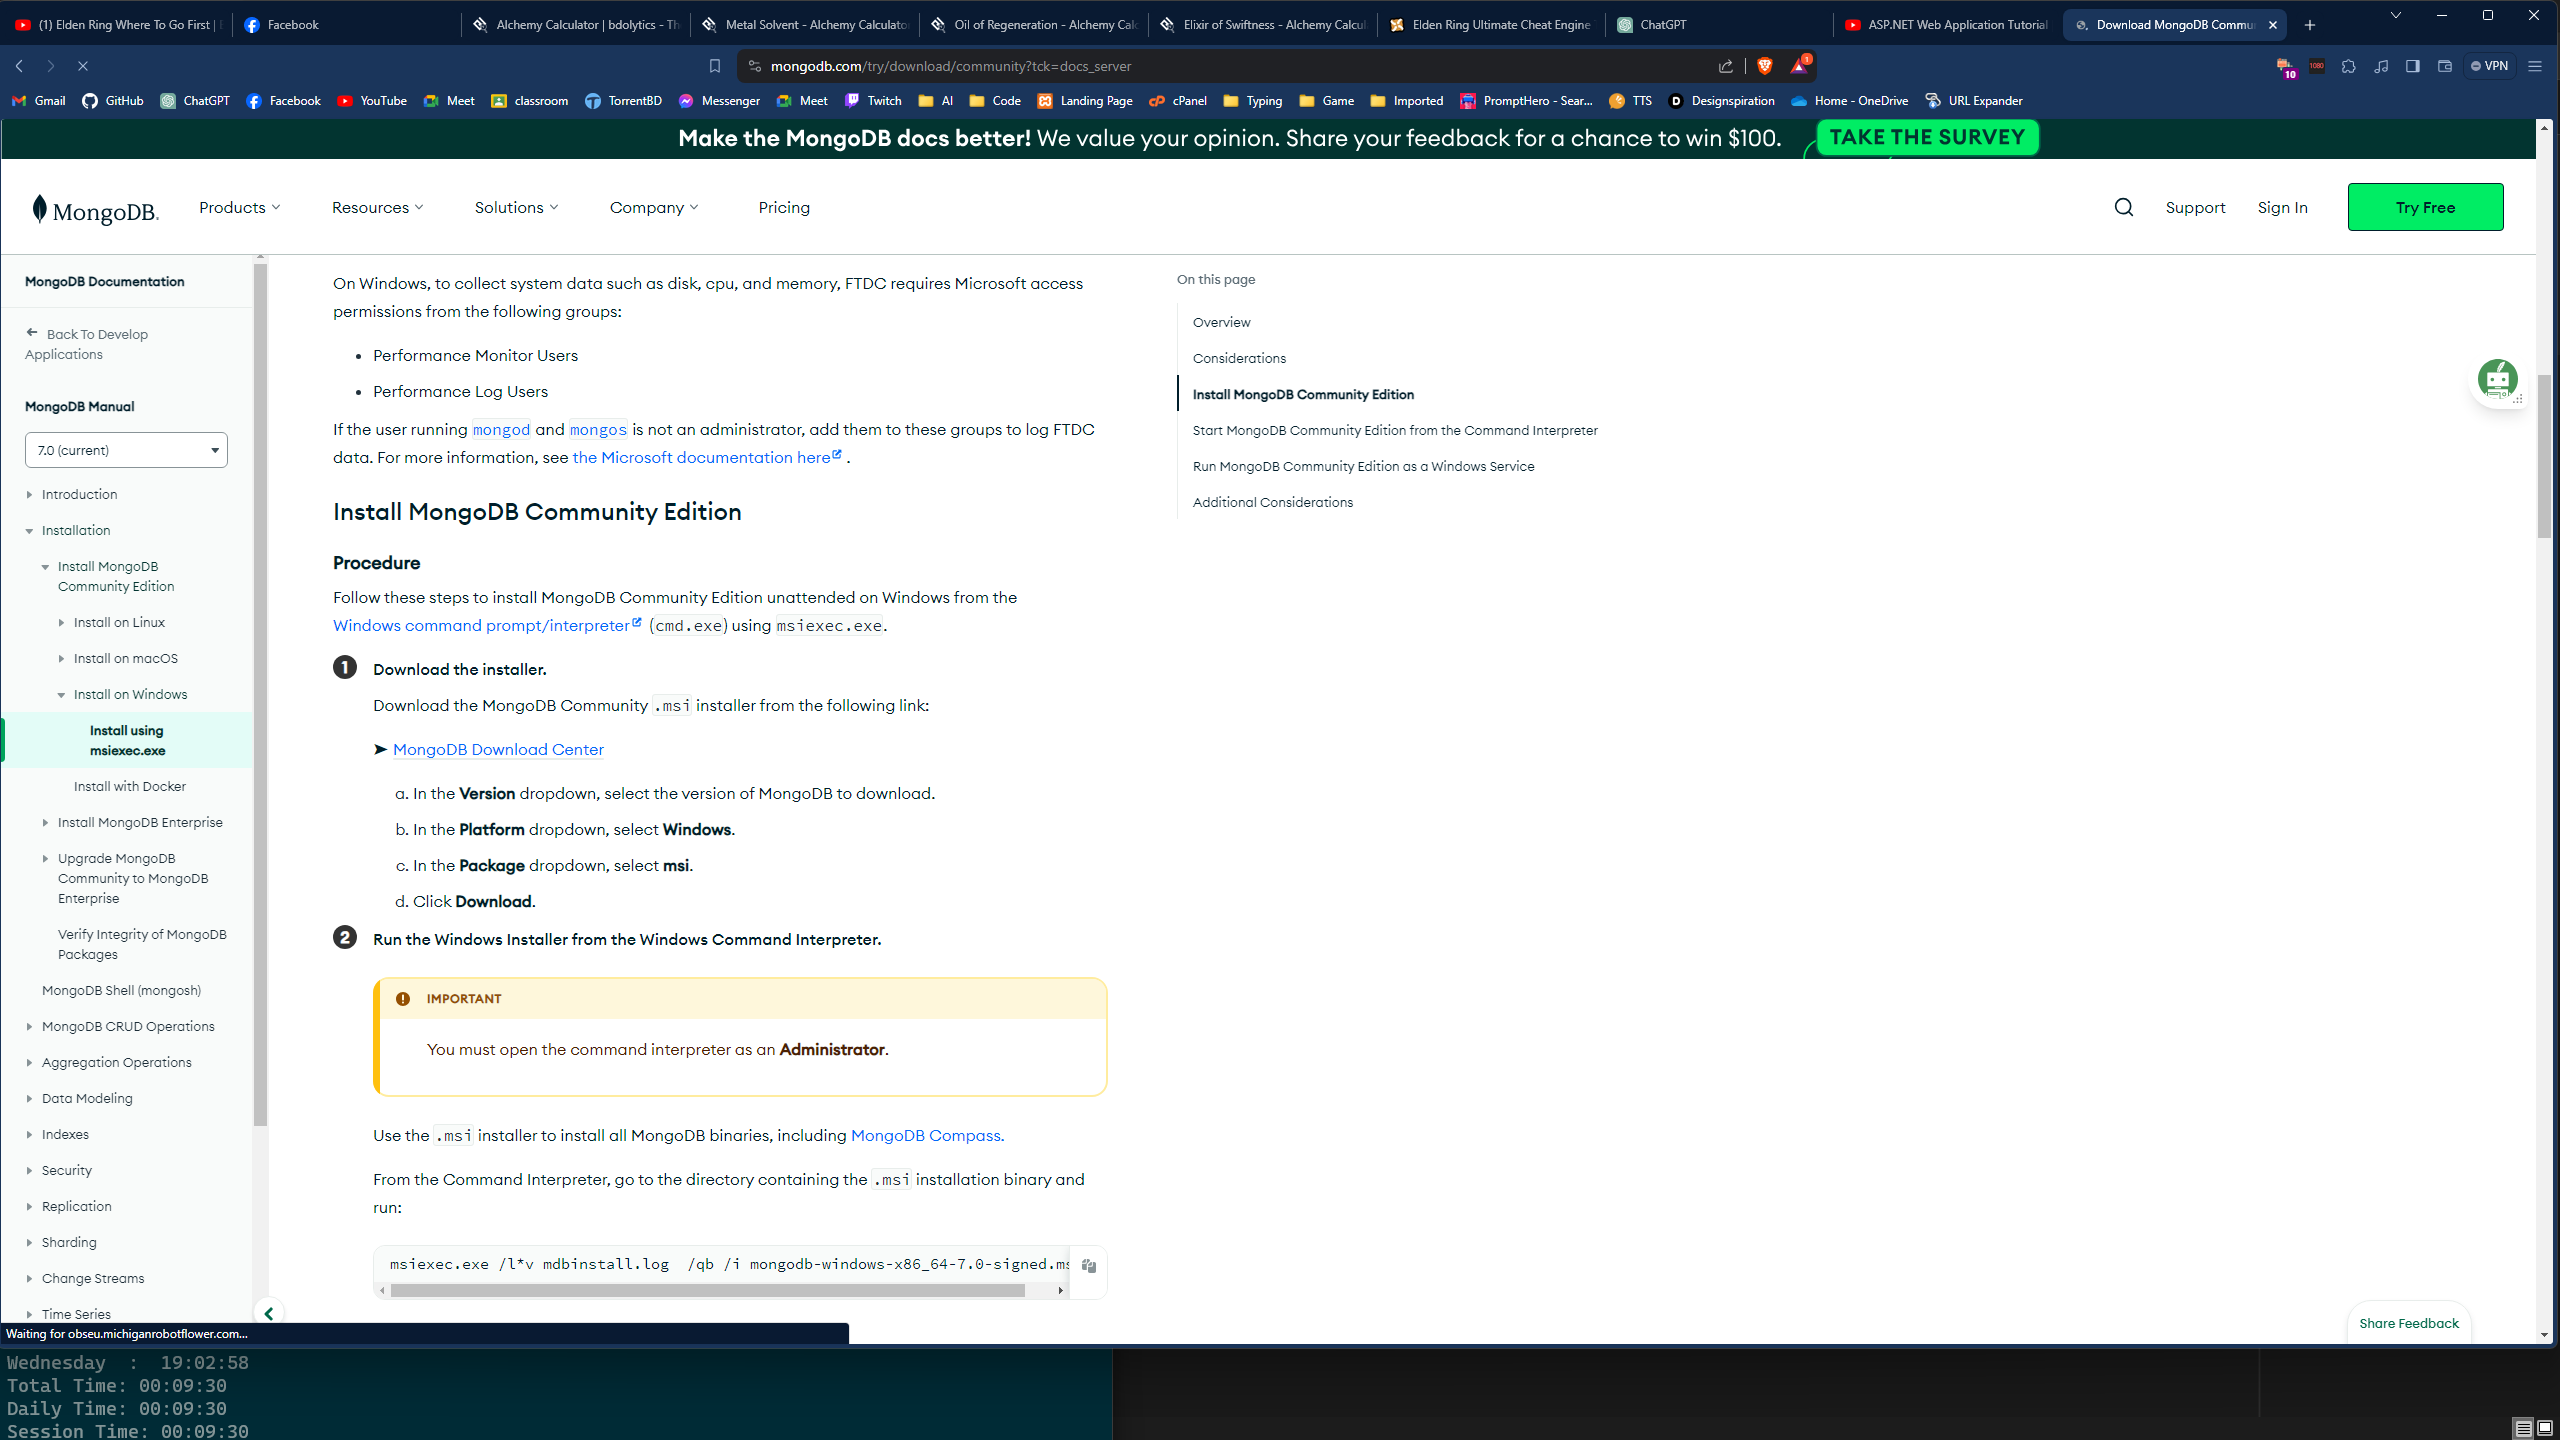 (1) Elden Ring Where To Go First |
Facebook
Alchemy Calculator | bdolytics - Th
Metal Solvent - Alchemy Calculator
Oil of Regeneration - Alchemy Calc
Elixir of Swiftness - Alchemy Calcul
Elden Ring Ultimate Cheat Engine
ChatGPT
ASP.NET Web Application Tutorial
Download MongoDB Commu
mongodb.com/try/download/community?tck=docs_server
1
10
1080
VPN
Gmail
GitHub
ChatGPT
Facebook
YouTube
Meet
classroom
TorrentBD
Messenger
Meet
Twitch
AI
Code
Landing Page
cPanel
Typing
Game
Imported
PromptHero - Sear...
TTS
Designspiration
Home - OneDrive
URL Expander
Make the MongoDB docs better! We value your opinion. Share your feedback for a chance to win $100.
TAKE THE SURVEY
MongoDB.
Products
Resources
Solutions
Company
Pricing
Support
Sign In
Try Free
MongoDB Documentation
Back To Develop
Applications
MongoDB Manual
7.0 (current)
Introduction
Installation
Install MongoDB
Community Edition
Install on Linux
Install on macOS
Install on Windows
Install using
msiexec.exe
Install with Docker
Install MongoDB Enterprise
Upgrade MongoDB
Community to MongoDB
Enterprise
Verify Integrity of MongoDB
Packages
MongoDB Shell (mongosh)
MongoDB CRUD Operations
Aggregation Operations
Data Modeling
Indexes
Security
Replication
Sharding
Change Streams
Time Series
On Windows, to collect system data such as disk, cpu, and memory, FTDC requires Microsoft access
permissions from the following groups:
• Performance Monitor Users
• Performance Log Users
If the user running mongod and mongos is not an administrator, add them to these groups to log FTDC
data. For more information, see the Microsoft documentation here .
Install MongoDB Community Edition
Procedure
Follow these steps to install MongoDB Community Edition unattended on Windows from the
Windows command prompt/interpreter (cmd.exe) using msiexec.exe.
1 Download the installer.
Download the MongoDB Community .msi installer from the following link:
➤ MongoDB Download Center
a. In the Version dropdown, select the version of MongoDB to download.
b. In the Platform dropdown, select Windows.
c. In the Package dropdown, select msi.
d. Click Download.
2 Run the Windows Installer from the Windows Command Interpreter.
IMPORTANT
You must open the command interpreter as an Administrator.
Use the .msi installer to install all MongoDB binaries, including MongoDB Compass.
From the Command Interpreter, go to the directory containing the .msi installation binary and
run:
msiexec.exe /l*v mdbinstall.log  /qb /i mongodb-windows-x86_64-7.0-signed.ms
On this page
Overview
Considerations
Install MongoDB Community Edition
Start MongoDB Community Edition from the Command Interpreter
Run MongoDB Community Edition as a Windows Service
Additional Considerations
Share Feedback
Waiting for obseu.michiganrobotflower.com...
Wednesday  :  19:02:58
Total Time: 00:09:30
Daily Time: 00:09:30
Session Time: 00:09:30